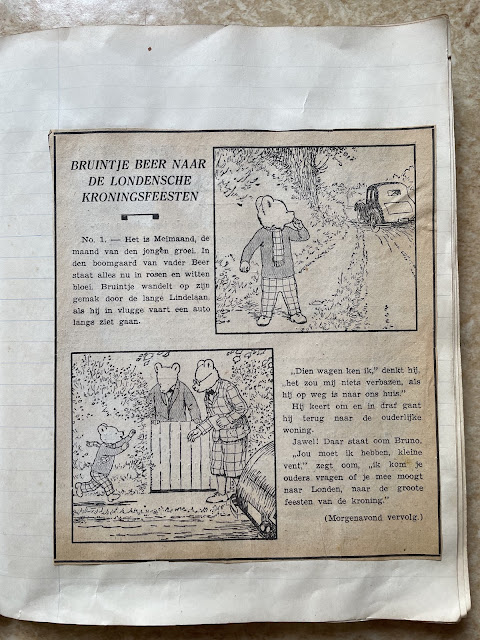 BRUINTJE BEER NAAR
DE LONDENSCHE
KRONINGSFEESTEN
No. 1. — Het is Meimaand, de
maand van den jongen groei. In
den boomgaard van vader Beer
staat alles nu in rosen en witten
bloei. Bruintje wandelt op zijn
gemak door de lange Lindelaan,
als hij in vlugge vaart een auto
langs ziet gaan.
„Dien wagen ken ik,” denkt hij,
„het zou mij niets verbazen, als
hij op weg is naar ons huis.”
Hij keert om en in draf gaat
hij terug naar de ouderlijke
woning.
Jawel! Daar staat oom Bruno.
„Jou moet ik hebben, kleine
vent,” zegt oom, „ik kom je
ouders vragen of je mee moogt
naar Londen, naar de groote
feesten van de kroning.”
(Morgenavond vervolg.)